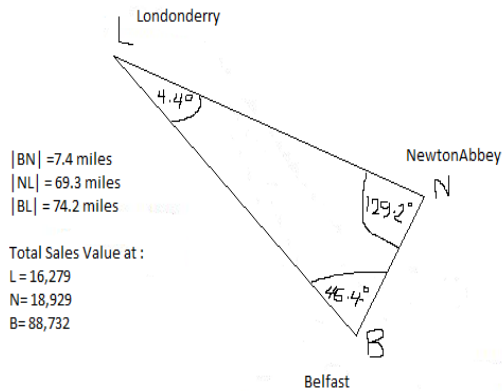 Londonderry
L
4.4°
NewtonAbbey
N
129.2°
|BN| =7.4 miles
|NL| = 69.3 miles
|BL| = 74.2 miles
Total Sales Value at :
L = 16,279
N= 18,929
B= 88,732
46.4°
B
Belfast